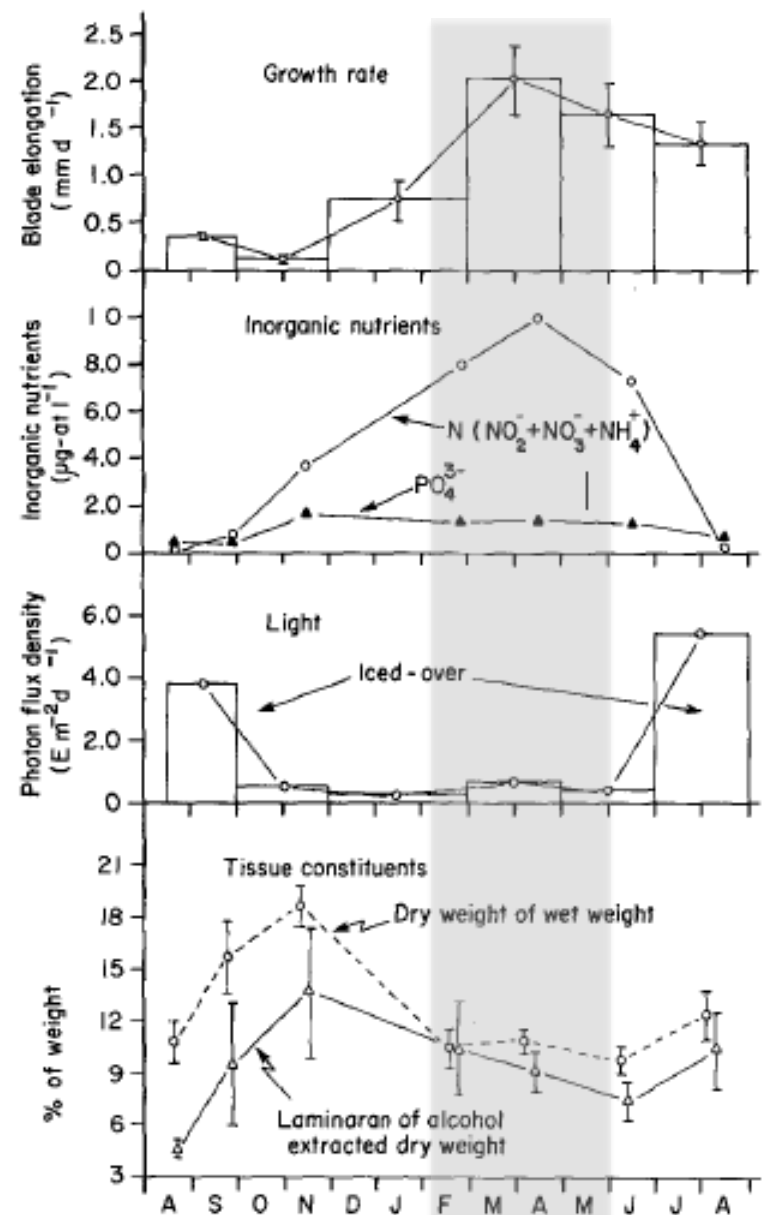 Growth rate
Blade elongation
(mm d⁻¹)
2.5
2.0
1.5
1.0
0.5
0
Inorganic nutrients
Inorganic nutrients
(μg-at l⁻¹)
10
8.0
6.0
4.0
2.0
0
N (NO₂⁻+NO₃⁻+NH₄⁺)
PO₄³⁻
Light
Photon flux density
(E m⁻²d⁻¹)
6.0
4.0
2.0
0
Iced-over
Tissue constituents
% of weight
21
18
15
12
9
6
3
Dry weight of wet weight
Laminaran of alcohol
extracted dry weight
A S O N D J F M A M J J A